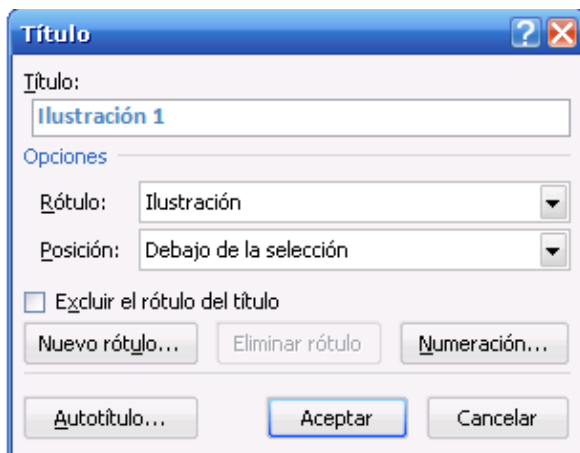 Título
Título:
Ilustración 1
Opciones
Rótulo: Ilustración
Posición: Debajo de la selección
Excluir el rótulo del título
Nuevo rótulo... Eliminar rótulo Numeración...
Autotítulo... Aceptar Cancelar